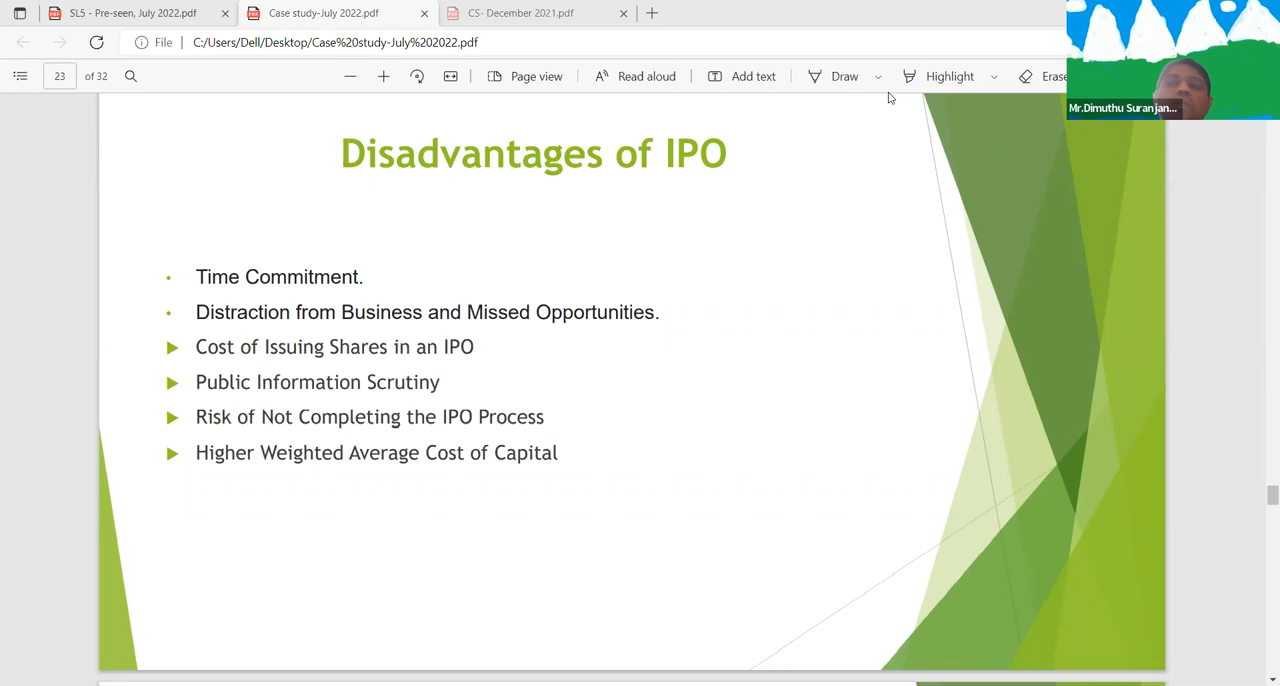 SL5 - Pre-seen, July 2022.pdf
Case study-July 2022.pdf
CS- December 2021.pdf
File
C:/Users/Dell/Desktop/Case%20study-July%202022.pdf
23 of 32
Page view
Read aloud
Add text
Draw
Highlight
Erase
Mr.Dimuthu Suranjan...
Disadvantages of IPO
• Time Commitment.
• Distraction from Business and Missed Opportunities.
Cost of Issuing Shares in an IPO
Public Information Scrutiny
Risk of Not Completing the IPO Process
Higher Weighted Average Cost of Capital